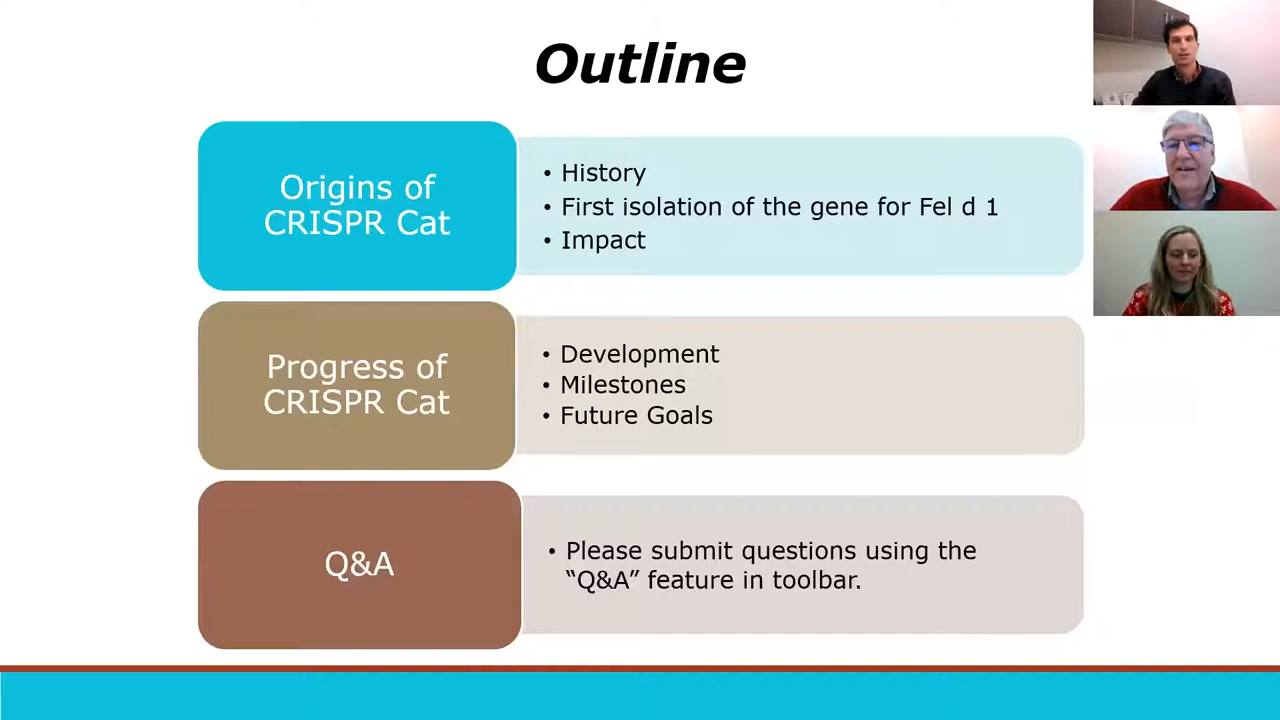 Outline
Origins of
CRISPR Cat
• History
• First isolation of the gene for Fel d 1
• Impact
Progress of
CRISPR Cat
• Development
• Milestones
• Future Goals
Q&A
• Please submit questions using the
“Q&A” feature in toolbar.